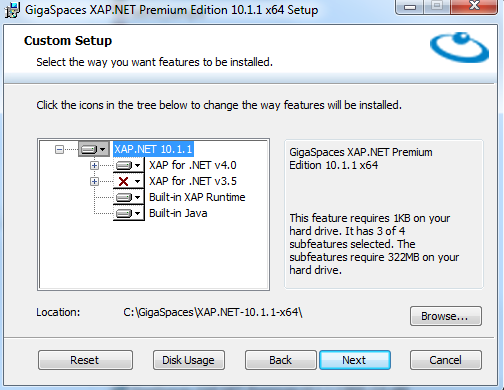 GigaSpaces XAP.NET Premium Edition 10.1.1 x64 Setup
Custom Setup
Select the way you want features to be installed.
Click the icons in the tree below to change the way features will be installed.
XAP.NET 10.1.1
XAP for .NET v4.0
XAP for .NET v3.5
Built-in XAP Runtime
Built-in Java
GigaSpaces XAP.NET Premium
Edition 10.1.1 x64
This feature requires 1KB on your
hard drive. It has 3 of 4
subfeatures selected. The
subfeatures require 322MB on your
hard drive.
Location: C:\GigaSpaces\XAP.NET-10.1.1-x64\
Browse...
Reset Disk Usage Back Next Cancel